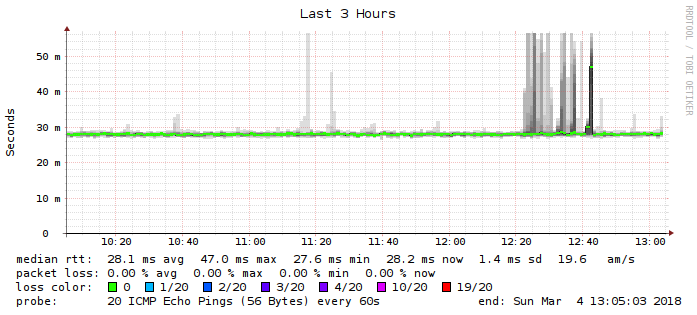 Last 3 Hours
RRDTOOL / TOBI OETIKER
Seconds
50 m
40 m
30 m
20 m
10 m
0
10:20 10:40 11:00 11:20 11:40 12:00 12:20 12:40 13:00
median rtt: 28.1 ms avg 47.0 ms max 27.6 ms min 28.2 ms now 1.4 ms sd 19.6 am/s
packet loss: 0.00 % avg 0.00 % max 0.00 % min 0.00 % now
loss color: 0 1/20 2/20 3/20 4/20 10/20 19/20
probe: 20 ICMP Echo Pings (56 Bytes) every 60s end: Sun Mar 4 13:05:03 2018